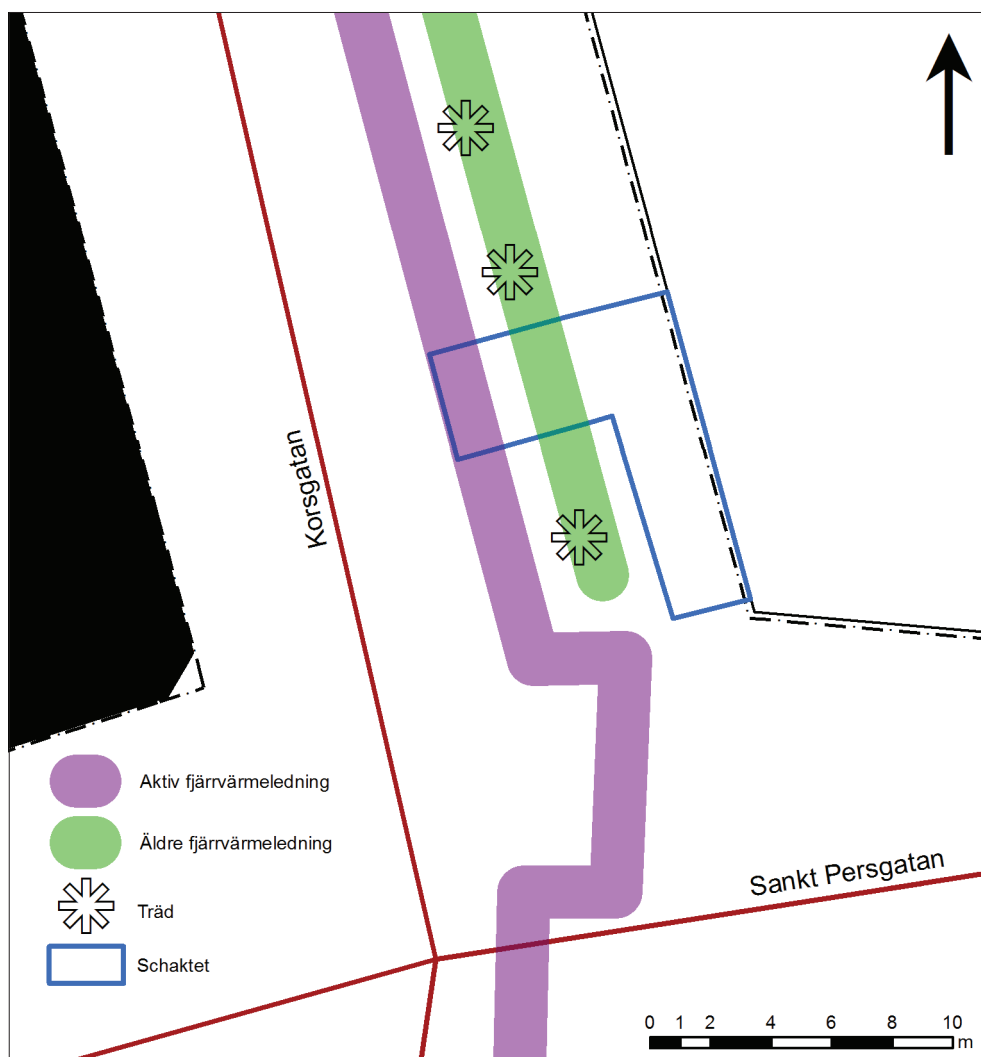 Korsgatan
Sankt Persgatan
Aktiv fjärrvärmeledning
Äldre fjärrvärmeledning
Träd
Schaktet
0 1 2 4 6 8 10
m